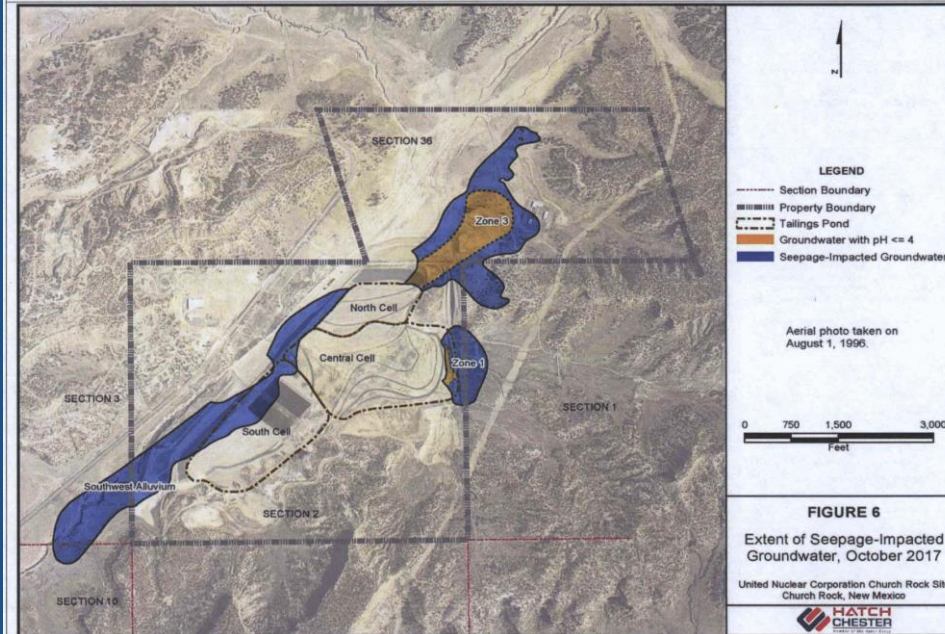 SECTION 36
Zone 3
North Cell
Central Cell
Zone 1
SECTION 3
SECTION 1
South Cell
Southwest Alluvium
SECTION 2
SECTION 10
N
LEGEND
Section Boundary
Property Boundary
Tailings Pond
Groundwater with pH <= 4
Seepage-Impacted Groundwater
Aerial photo taken on
August 1, 1996.
0 750 1,500 3,000
Feet
FIGURE 6
Extent of Seepage-Impacted
Groundwater, October 2017
United Nuclear Corporation Church Rock Sit
Church Rock, New Mexico
HATCH
CHESTER